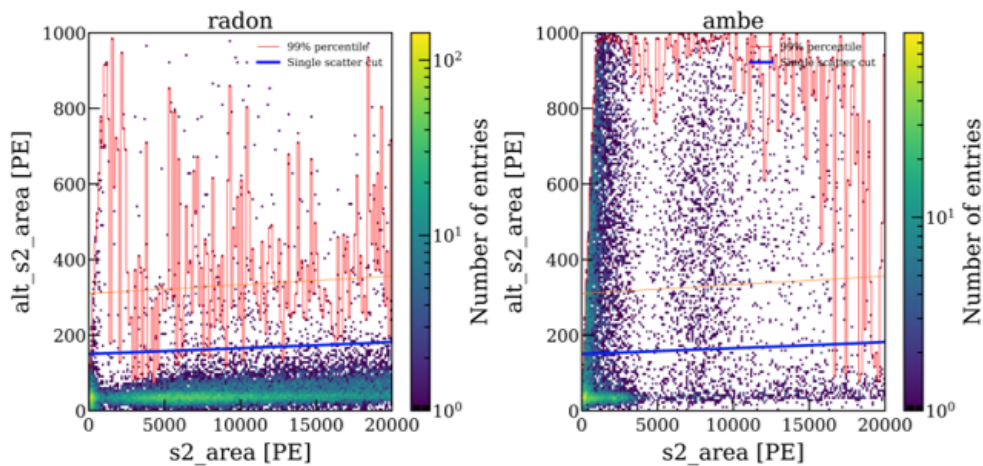 radon
1000
800
600
400
200
0
alt_s2_area [PE]
99% percentile
Single scatter cut
0
5000
10000
15000
20000
s2_area [PE]
10²
10¹
10⁰
Number of entries
ambe
1000
800
600
400
200
0
alt_s2_area [PE]
99% percentile
Single scatter cut
0
5000
10000
15000
20000
s2_area [PE]
10¹
10⁰
Number of entries